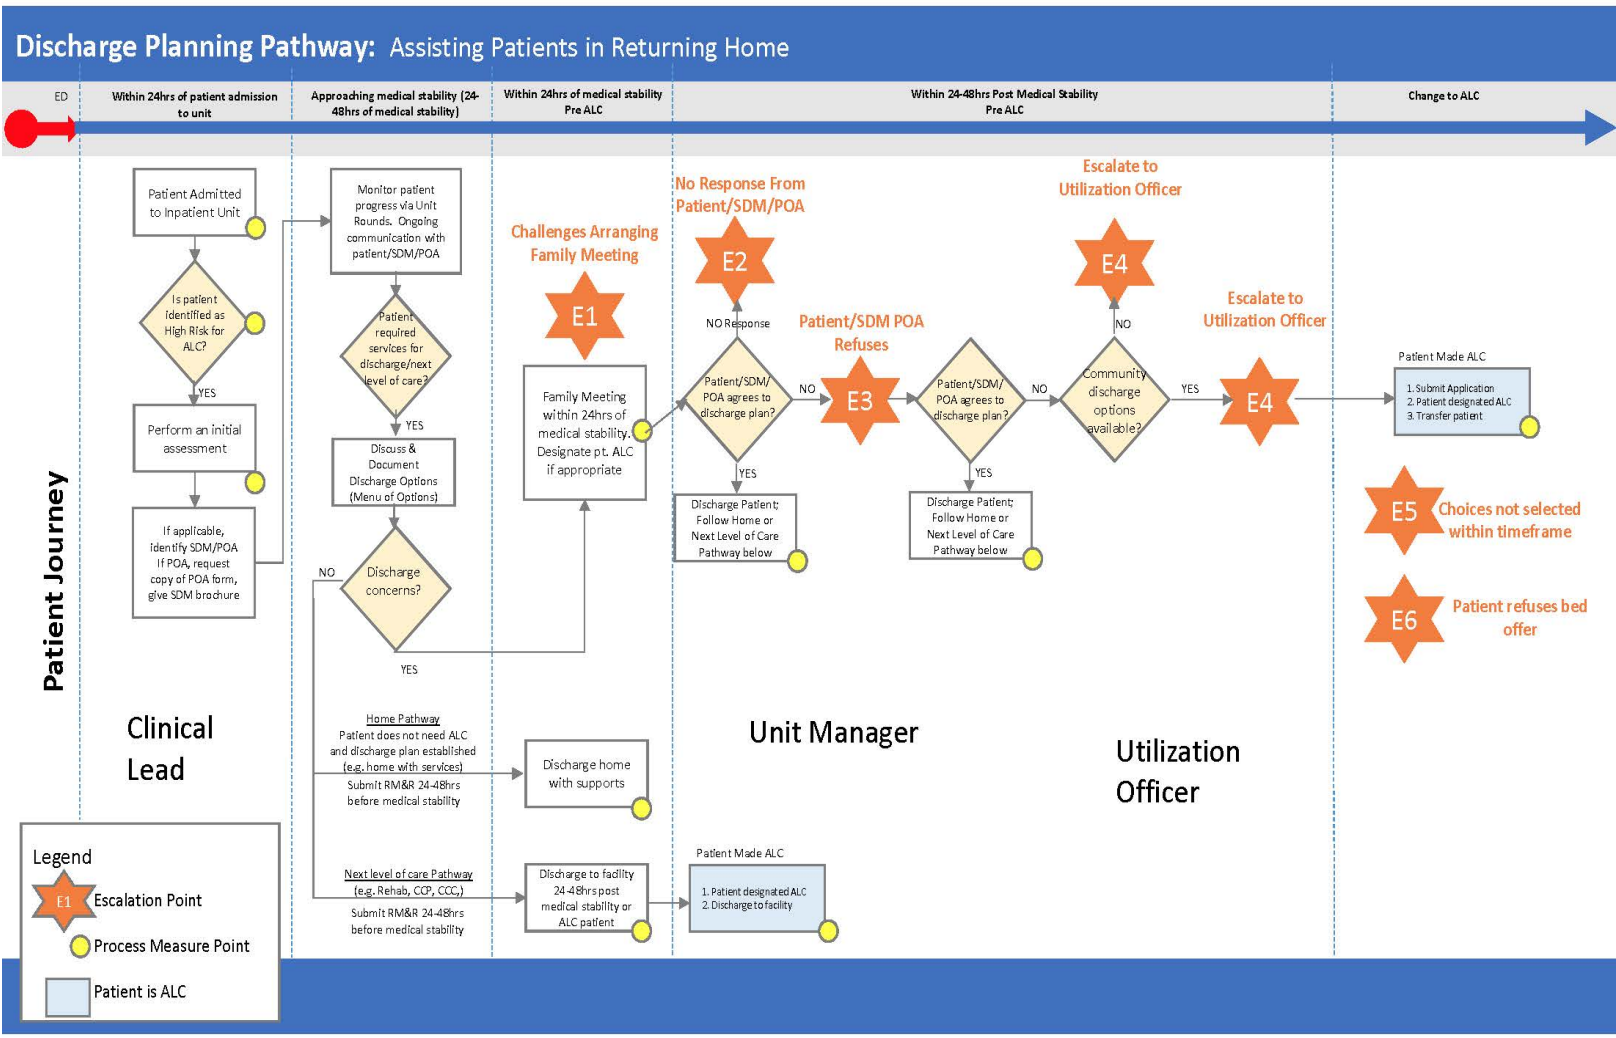 Discharge Planning Pathway: Assisting Patients in Returning Home
ED
Within 24hrs of patient admission
to unit
Approaching medical stability (24-
48hrs of medical stability)
Within 24hrs of medical stability
Pre ALC
Within 24-48hrs Post Medical Stability
Pre ALC
Change to ALC
Patient Journey
Patient Admitted
to Inpatient Unit
Is patient
identified as
High Risk for
ALC?
YES
Perform an initial
assessment
If applicable,
identify SDM/POA
If POA, request
copy of POA form,
give SDM brochure
Clinical
Lead
Monitor patient
progress via Unit
Rounds. Ongoing
communication with
patient/SDM/POA
Patient
required
services for
discharge/next
level of care?
YES
Discuss &
Document
Discharge Options
(Menu of Options)
Discharge
concerns?
NO
YES
Home Pathway
Patient does not need ALC
and discharge plan established
(e.g. home with services)
Submit RM&R 24-48hrs
before medical stability
Next level of care Pathway
(e.g. Rehab, CCP, CCC,)
Submit RM&R 24-48hrs
before medical stability
Challenges Arranging
Family Meeting
E1
Family Meeting
within 24hrs of
medical stability.
Designate pt. ALC
if appropriate
Discharge home
with supports
Discharge to facility
24-48hrs post
medical stability or
ALC patient
No Response From
Patient/SDM/POA
E2
NO Response
Patient/SDM/
POA agrees to
discharge plan?
NO
YES
Discharge Patient;
Follow Home or
Next Level of Care
Pathway below
Patient/SDM POA
Refuses
E3
Patient/SDM/
POA agrees to
discharge plan?
NO
YES
Discharge Patient;
Follow Home or
Next Level of Care
Pathway below
Escalate to
Utilization Officer
E4
NO
Community
discharge
options
available?
YES
Escalate to
Utilization Officer
E4
Unit Manager
Utilization
Officer
Patient Made ALC
1. Patient designated ALC
2. Discharge to facility
Patient Made ALC
1. Submit Application
2. Patient designated ALC
3. Transfer patient
E5
Choices not selected
within timeframe
E6
Patient refuses bed
offer
Legend
E1
Escalation Point
Process Measure Point
Patient is ALC